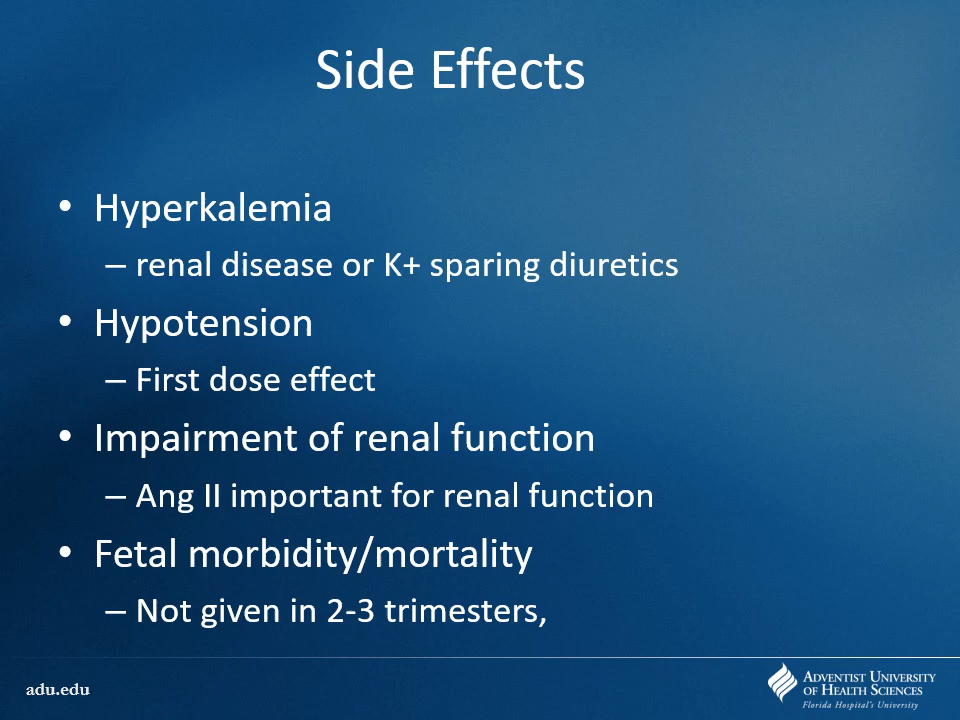 Side Effects
• Hyperkalemia
– renal disease or K+ sparing diuretics
• Hypotension
– First dose effect
• Impairment of renal function
– Ang II important for renal function
• Fetal morbidity/mortality
– Not given in 2-3 trimesters,
adu.edu
ADVENTIST UNIVERSITY
OF HEALTH SCIENCES
Florida Hospital's University